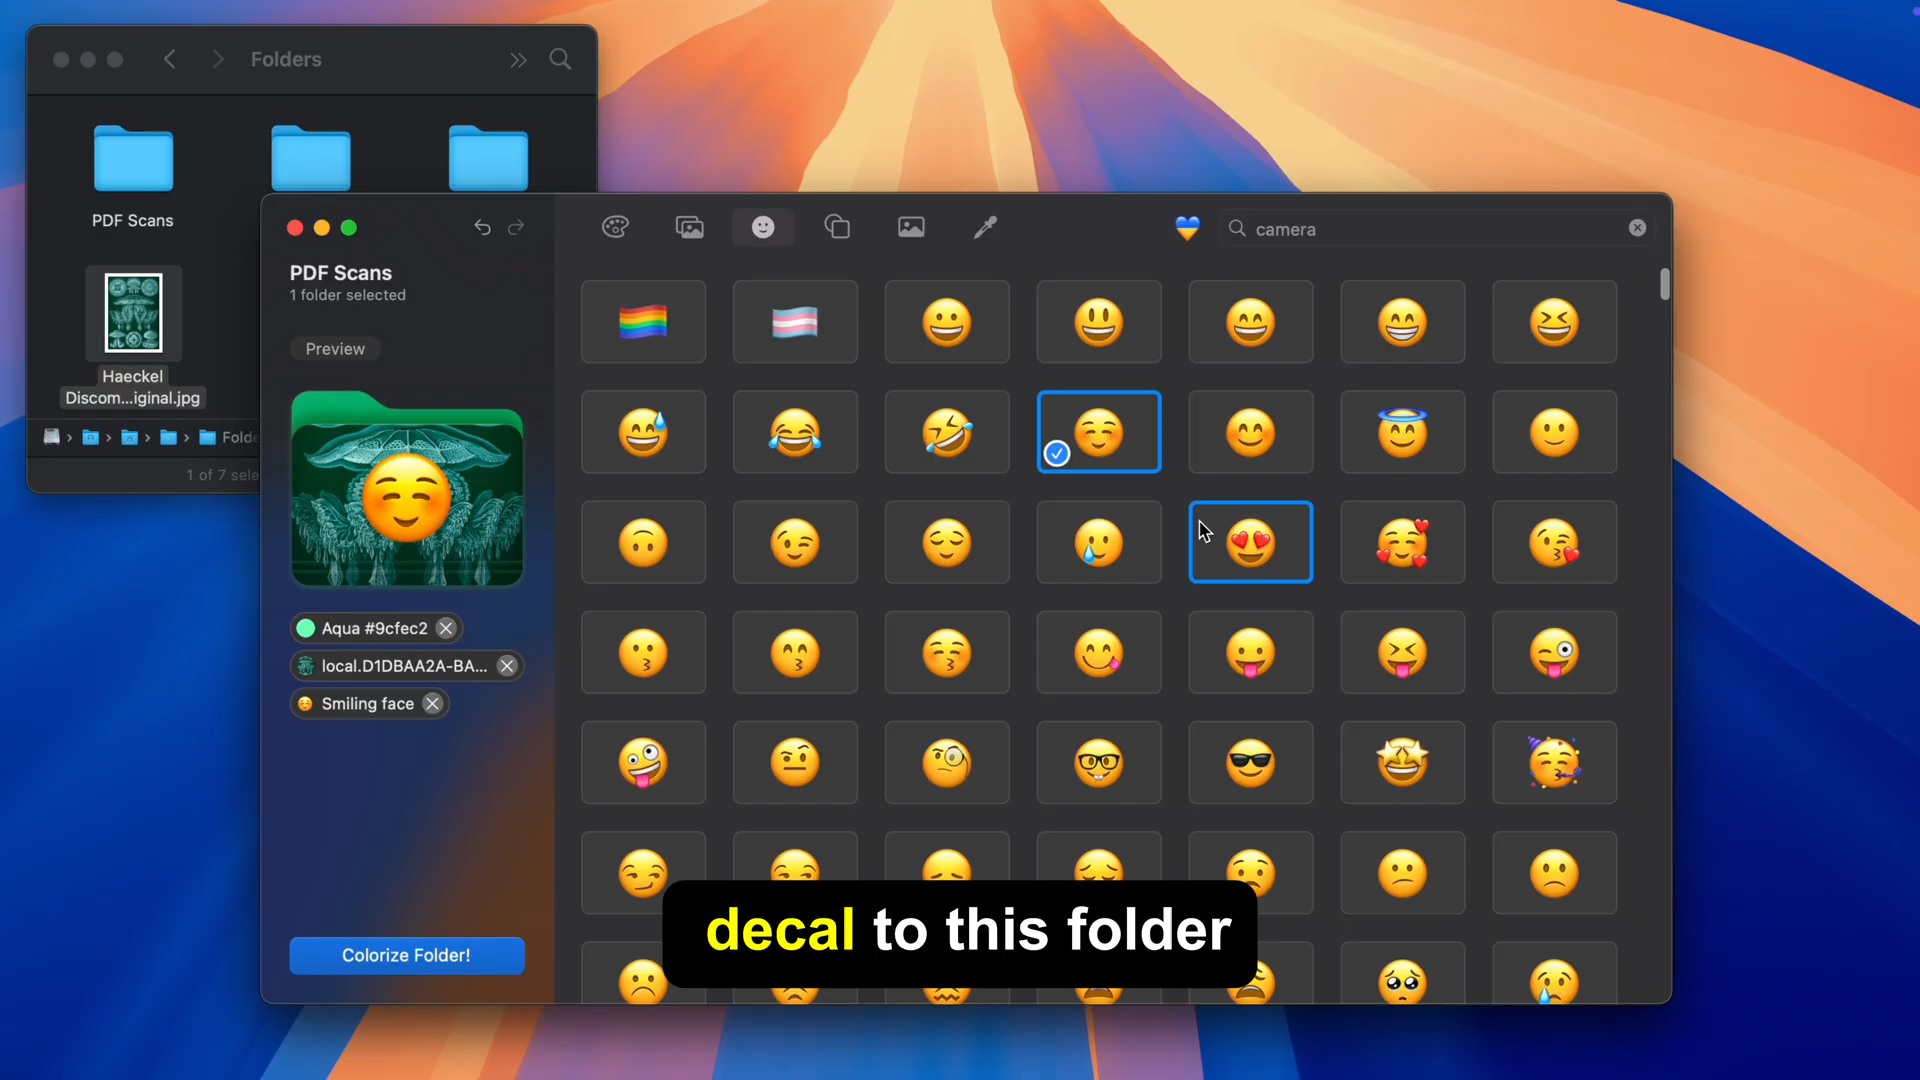 Folders
PDF Scans
Haeckel
Discom...iginal.jpg
Folde
1 of 7 sele
PDF Scans
1 folder selected
Preview
Aqua #9cfec2
local.D1DBAA2A-BA...
Smiling face
Colorize Folder!
camera
decal to this folder